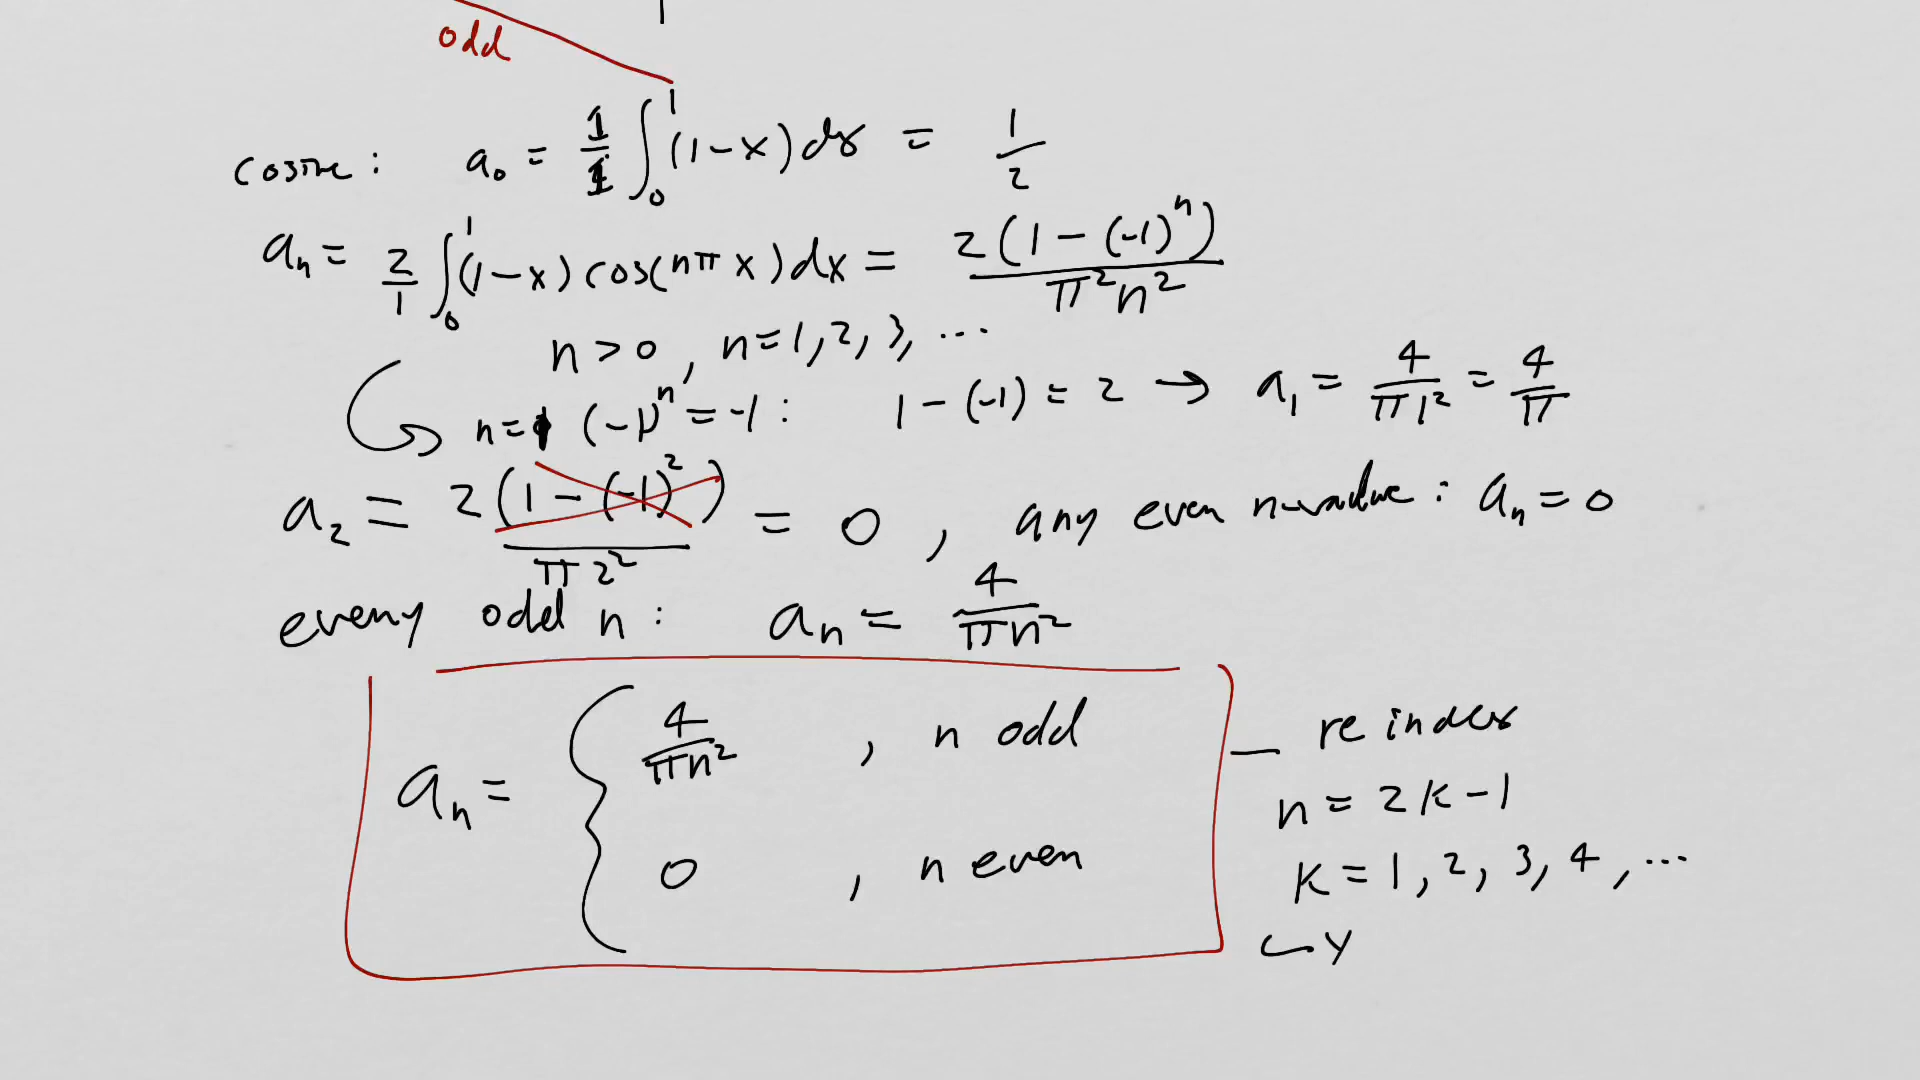 odd
cosine: a₀ = 1/1 ∫₀¹ (1-x)dx = 1/2
aₙ = 2/1 ∫₀¹ (1-x) cos(nπx)dx = 2(1-(-1)ⁿ)/π²n²
n>0, n=1,2,3, ...
n=1 (-1)ⁿ = -1: 1-(-1) = 2 → a₁ = 4/π1² = 4/π
a₂ = 2(1-(-1)²)/π2² = 0, any even n-value: aₙ = 0
every odd n: aₙ = 4/πn²
aₙ = { 4/πn² , n odd
0 , n even
reindex
n = 2k-1
k = 1, 2, 3, 4, ...